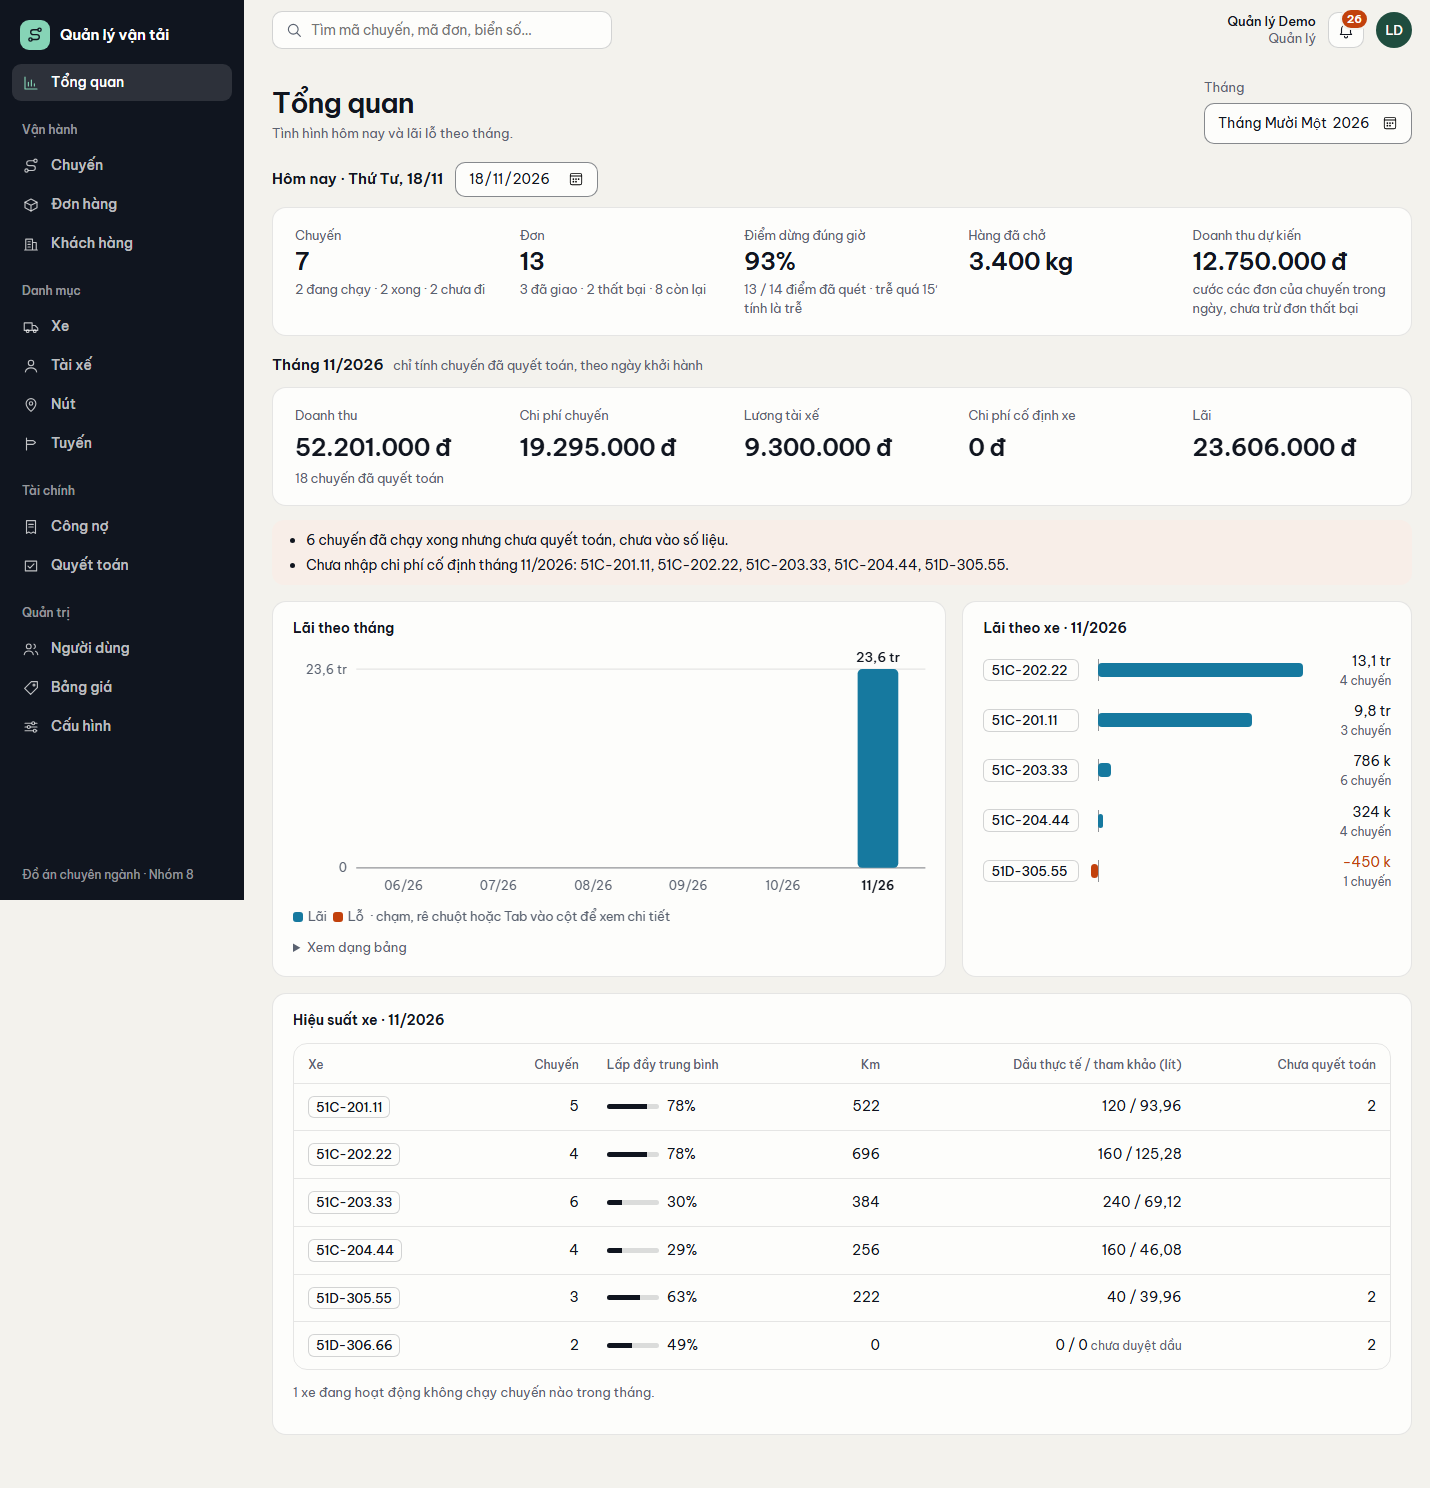 Quản lý vận tải
Tổng quan
Vận hành
Chuyến
Đơn hàng
Khách hàng
Danh mục
Xe
Tài xế
Nút
Tuyến
Tài chính
Công nợ
Quyết toán
Quản trị
Người dùng
Bảng giá
Cấu hình
Đồ án chuyên ngành · Nhóm 8
Tìm mã chuyến, mã đơn, biển số...
Quản lý Demo
Quản lý
26
LD
Tổng quan
Tình hình hôm nay và lãi lỗ theo tháng.
Tháng
Tháng Mười Một 2026
Hôm nay · Thứ Tư, 18/11
18/11/2026
Chuyến
7
2 đang chạy · 2 xong · 2 chưa đi
Đơn
13
3 đã giao · 2 thất bại · 8 còn lại
Điểm dừng đúng giờ
93%
13 / 14 điểm đã quét · trễ quá 15'
tính là trễ
Hàng đã chở
3.400 kg
Doanh thu dự kiến
12.750.000 đ
cước các đơn của chuyến trong
ngày, chưa trừ đơn thất bại
Tháng 11/2026 chỉ tính chuyến đã quyết toán, theo ngày khởi hành
Doanh thu
52.201.000 đ
18 chuyến đã quyết toán
Chi phí chuyến
19.295.000 đ
Lương tài xế
9.300.000 đ
Chi phí cố định xe
0 đ
Lãi
23.606.000 đ
• 6 chuyến đã chạy xong nhưng chưa quyết toán, chưa vào số liệu.
• Chưa nhập chi phí cố định tháng 11/2026: 51C-201.11, 51C-202.22, 51C-203.33, 51C-204.44, 51D-305.55.
Lãi theo tháng
23,6 tr
23,6 tr
0
06/26 07/26 08/26 09/26 10/26 11/26
Lãi Lỗ · chạm, rê chuột hoặc Tab vào cột để xem chi tiết
Xem dạng bảng
Lãi theo xe · 11/2026
51C-202.22 13,1 tr
4 chuyến
51C-201.11 9,8 tr
3 chuyến
51C-203.33 786 k
6 chuyến
51C-204.44 324 k
4 chuyến
51D-305.55 -450 k
1 chuyến
Hiệu suất xe · 11/2026
Xe Chuyến Lấp đầy trung bình Km Dầu thực tế / tham khảo (lít) Chưa quyết toán
51C-201.11 5 78% 522 120 / 93,96 2
51C-202.22 4 78% 696 160 / 125,28
51C-203.33 6 30% 384 240 / 69,12
51C-204.44 4 29% 256 160 / 46,08
51D-305.55 3 63% 222 40 / 39,96 2
51D-306.66 2 49% 0 0 / 0 chưa duyệt dầu 2
1 xe đang hoạt động không chạy chuyến nào trong tháng.